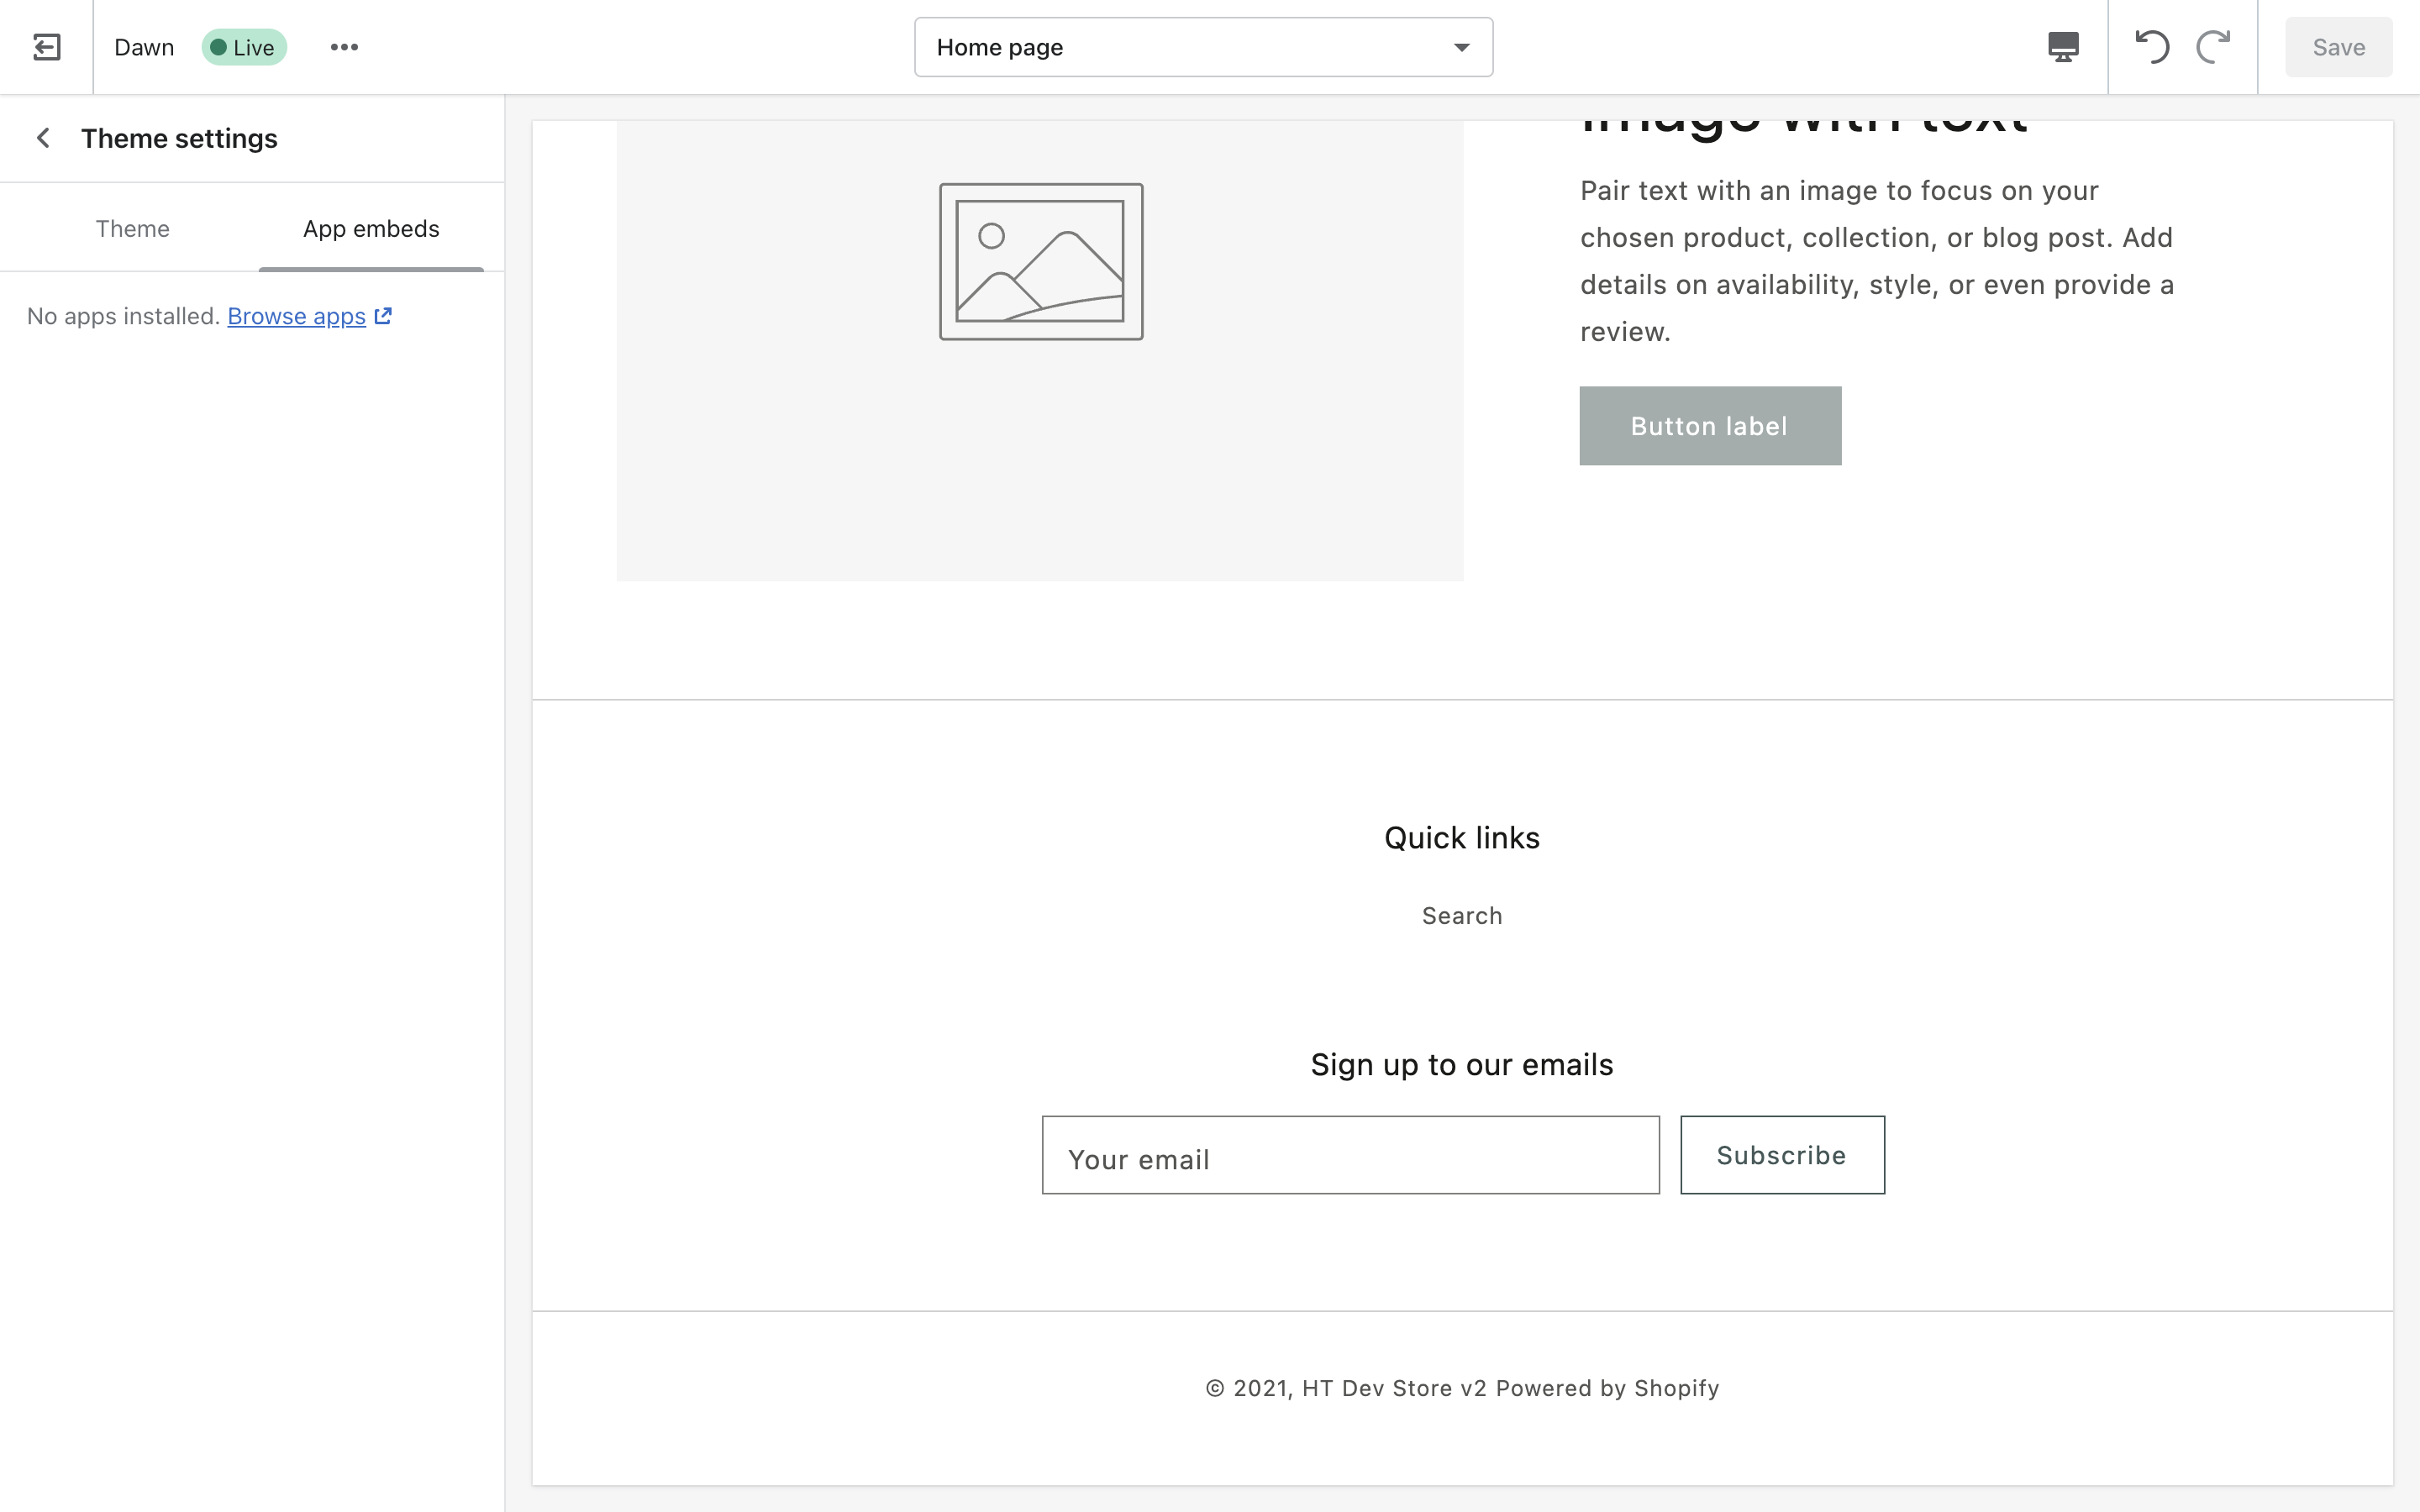 Dawn
Live
Home page
Save
Theme settings
Theme
App embeds
No apps installed. Browse apps
Image with text
Pair text with an image to focus on your
chosen product, collection, or blog post. Add
details on availability, style, or even provide a
review.
Button label
Quick links
Search
Sign up to our emails
Your email
Subscribe
© 2021, HT Dev Store v2 Powered by Shopify